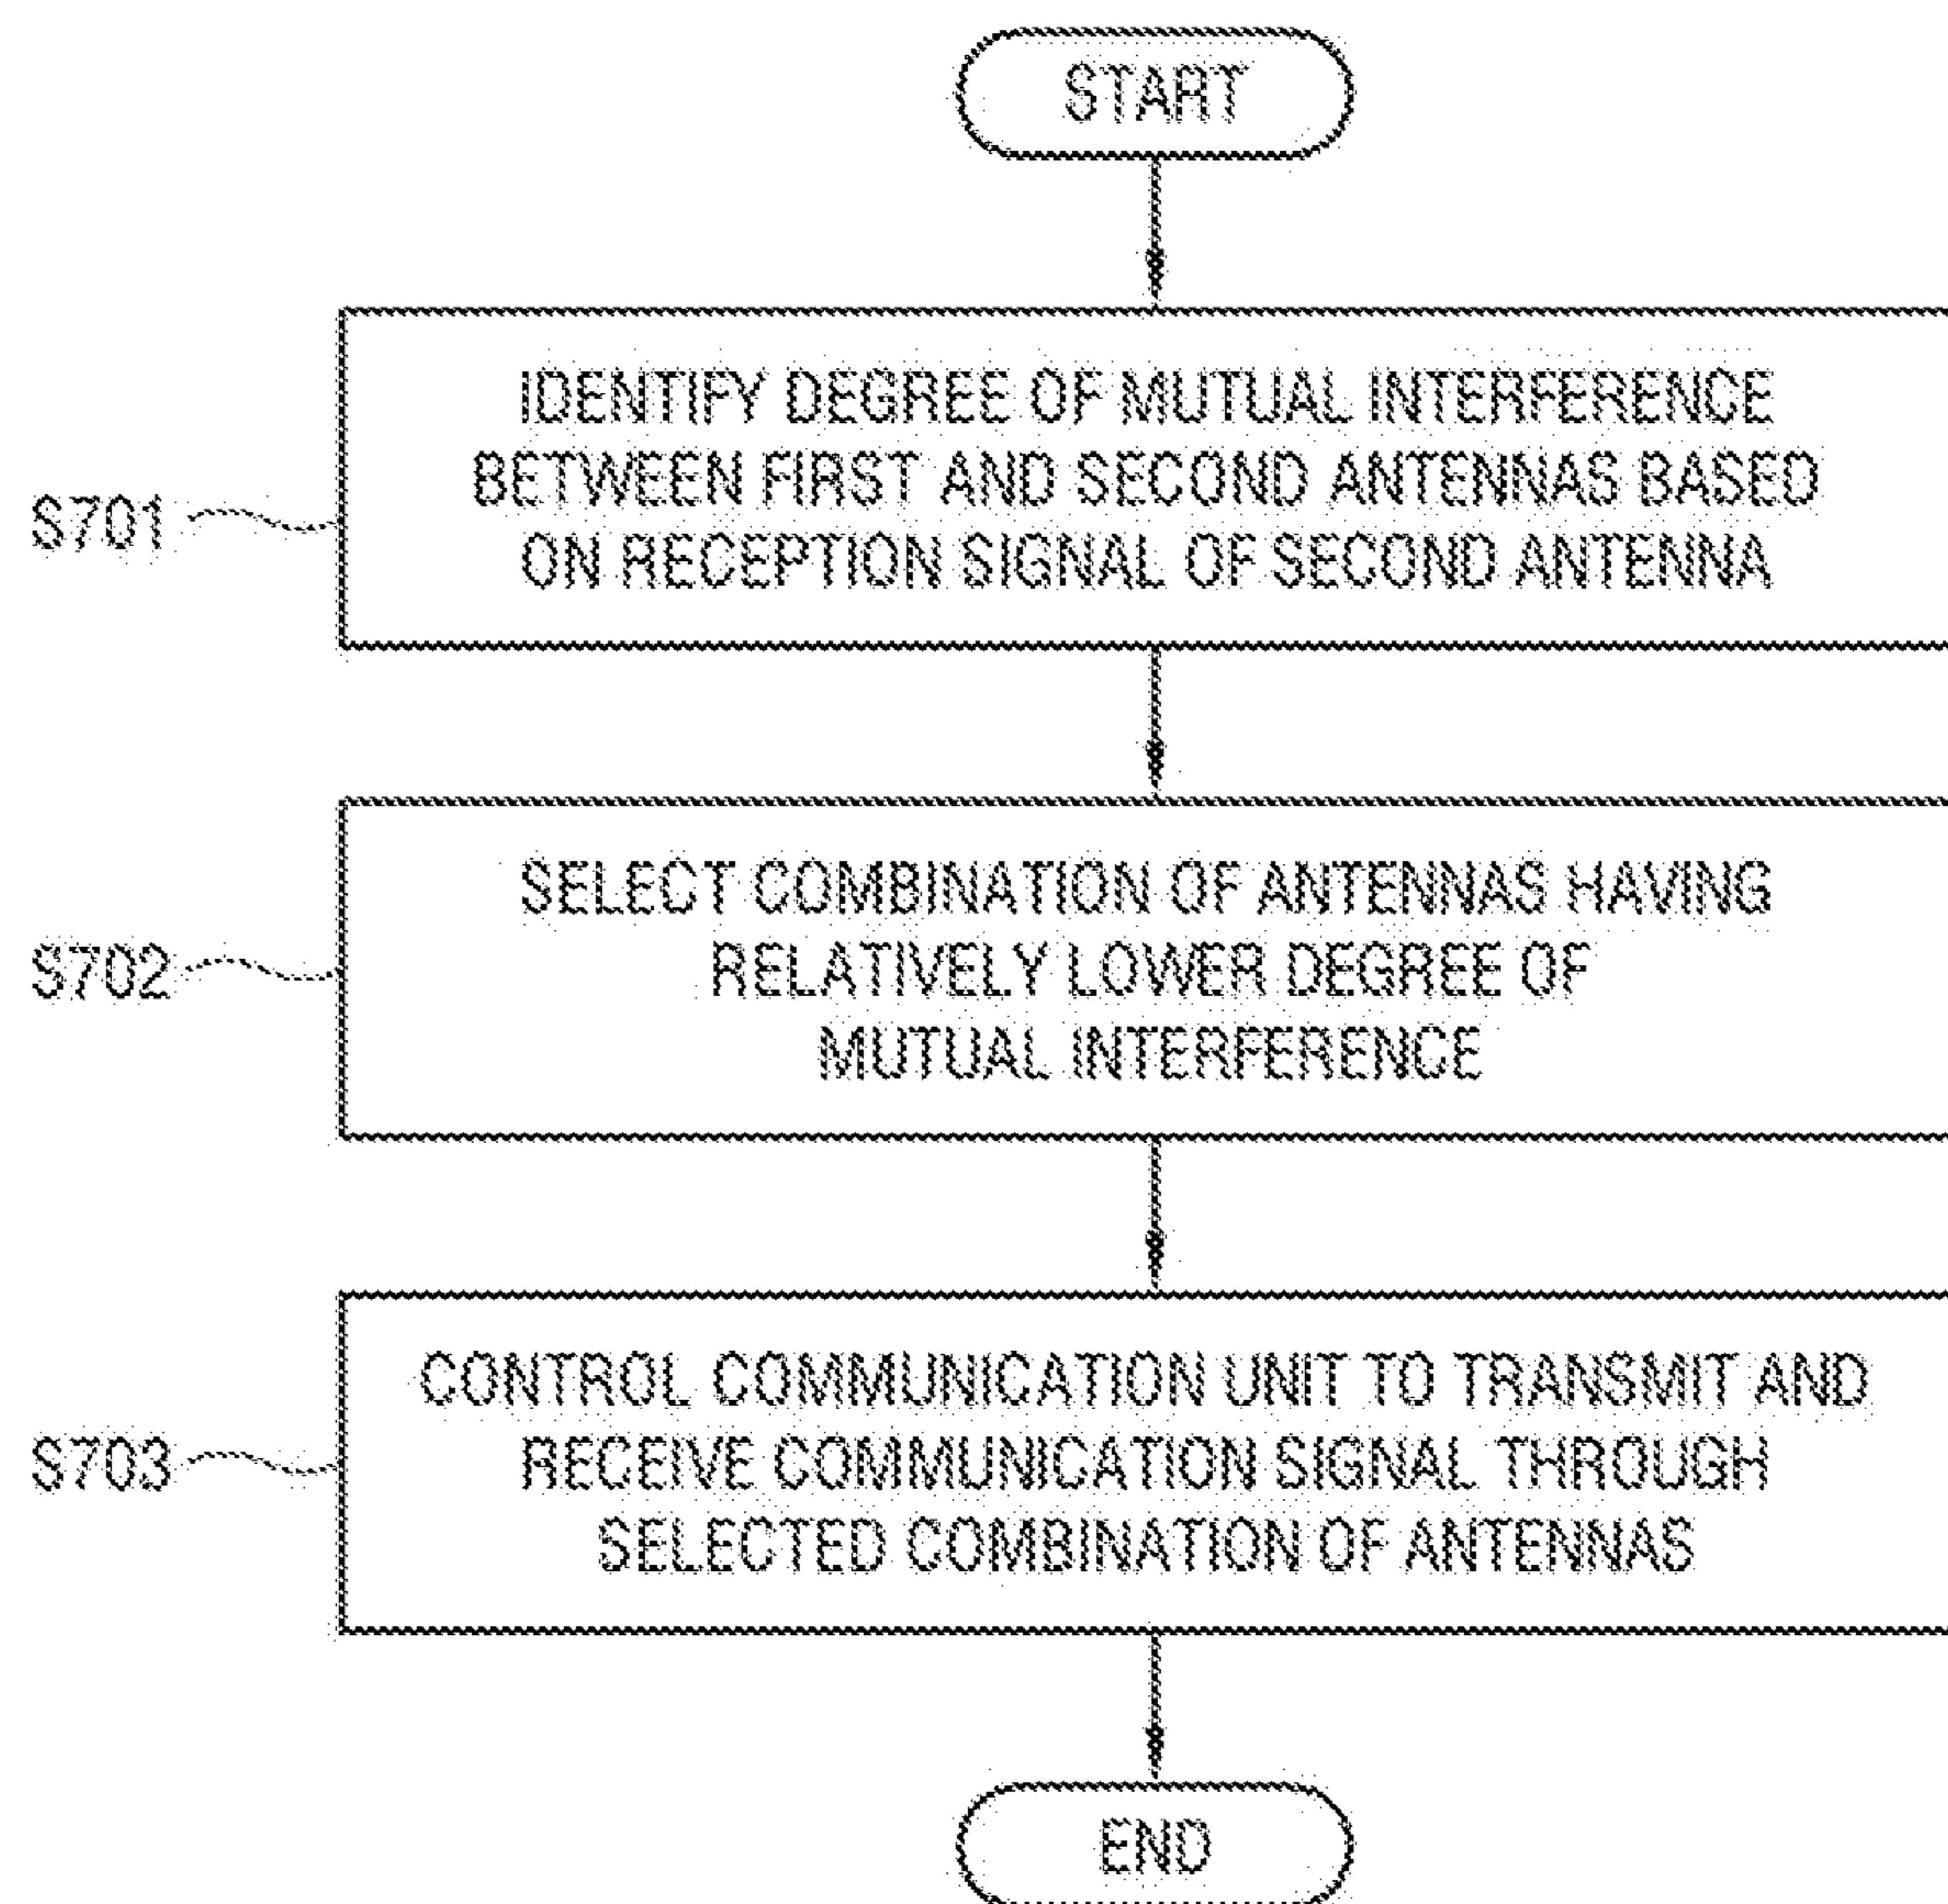 START
S701
IDENTIFY DEGREE OF MUTUAL INTERFERENCE
BETWEEN FIRST AND SECOND ANTENNAS BASED
ON RECEPTION SIGNAL OF SECOND ANTENNA
S702
SELECT COMBINATION OF ANTENNAS HAVING
RELATIVELY LOWER DEGREE OF
MUTUAL INTERFERENCE
S703
CONTROL COMMUNICATION UNIT TO TRANSMIT AND
RECEIVE COMMUNICATION SIGNAL THROUGH
SELECTED COMBINATION OF ANTENNAS
END